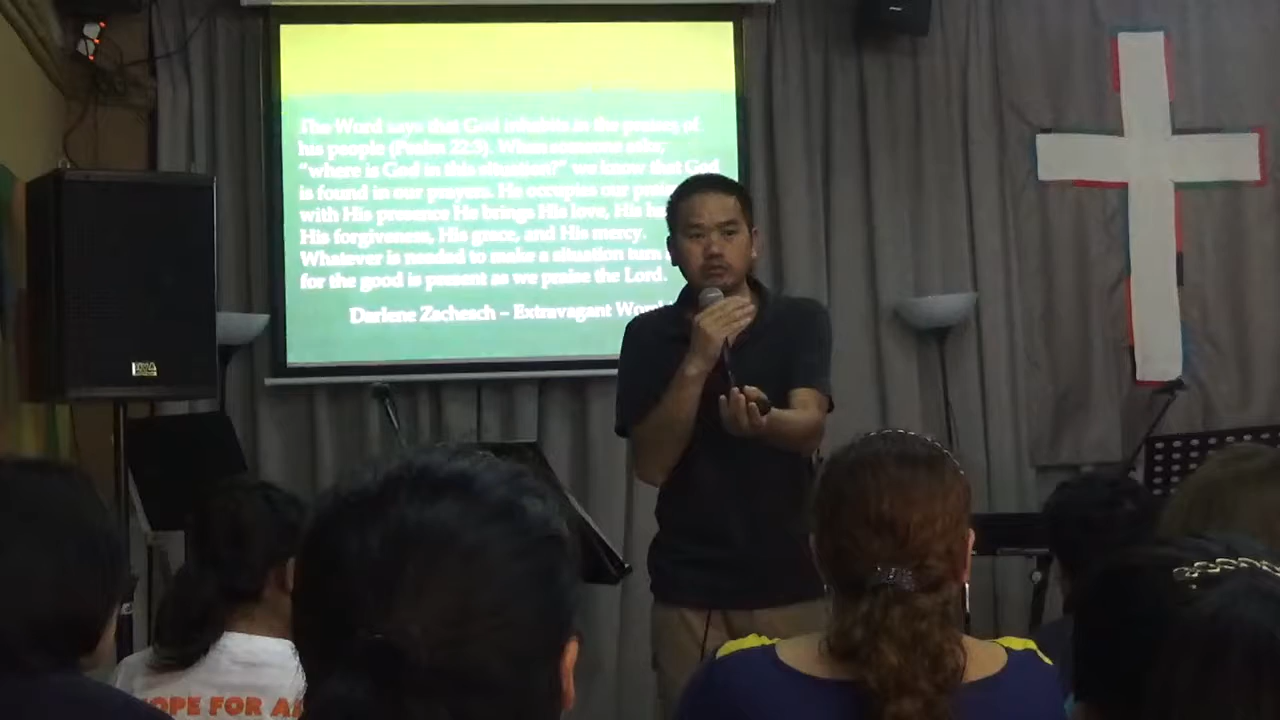 The Word says that God inhabits in the praises of
his people (Psalm 22:3). When someone asks,
"where is God in this situation?" we know that God
is found in our prayers. He occupies our
with His presence He brings His love, His
His forgiveness, His grace, and His mercy.
Whatever is needed to make a situation turn
for the good is present as we praise the Lord.
Darlene Zscheach – Extravagant
OPE FOR